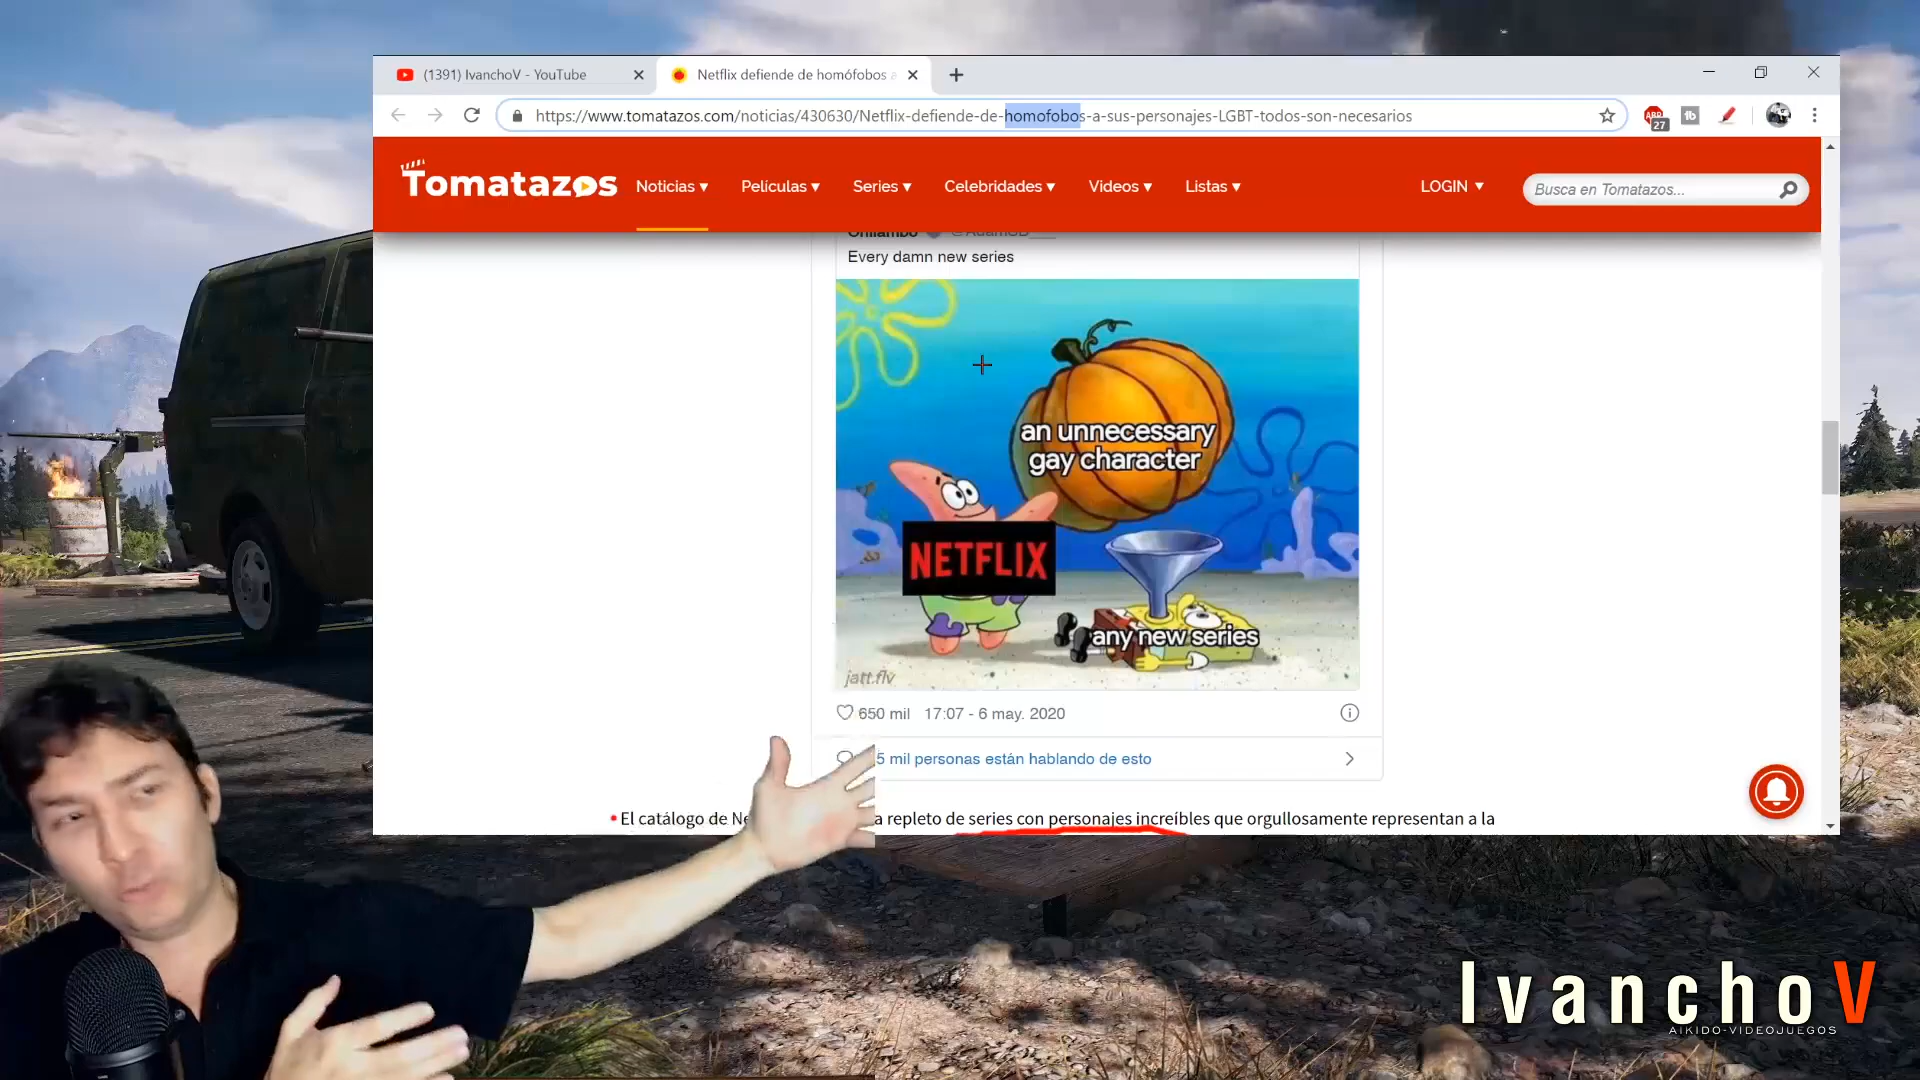 (1391) IvanchoV - YouTube
Netflix defiende de homófobos a
https://www.tomatazos.com/noticias/430630/Netflix-defiende-de-homofobos-a-sus-personajes-LGBT-todos-son-necesarios
ABP
27
tb
Tomatazos
Noticias ▾
Películas ▾
Series ▾
Celebridades ▾
Videos ▾
Listas ▾
LOGIN ▾
Busca en Tomatazos...
Every damn new series
an unnecessary
gay character
NETFLIX
any new series
jatt.flv
650 mil 17:07 - 6 may. 2020
5 mil personas están hablando de esto
• El catálogo de Ne
a repleto de series con personajes increíbles que orgullosamente representan a la
IvanchoV
AIKIDO-VIDEOJUEGOS